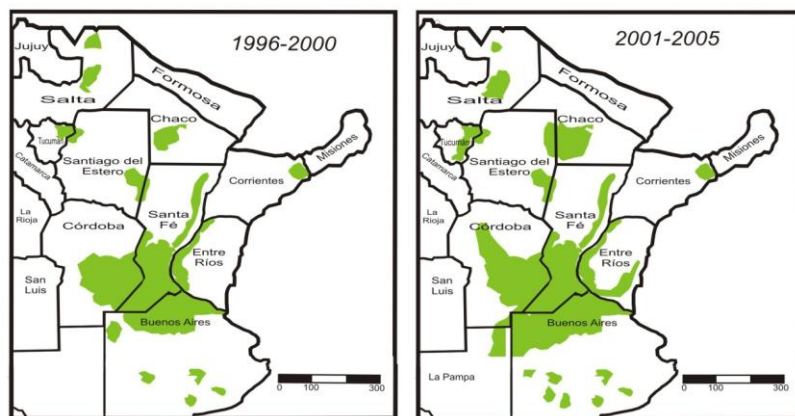 1996-2000
Jujuy
Salta
Formosa
Chaco
Tucumán
Santiago del
Estero
Catamarca
Misiones
Corrientes
La
Rioja
Córdoba
Santa
Fé
Entre
Ríos
San
Luis
Buenos Aires
0 100 300
2001-2005
Jujuy
Salta
Formosa
Chaco
Tucumán
Santiago del
Estero
Catamarca
Misiones
Corrientes
La
Rioja
Córdoba
Santa
Fé
Entre
Ríos
San
Luis
Buenos Aires
La Pampa
0 100 300